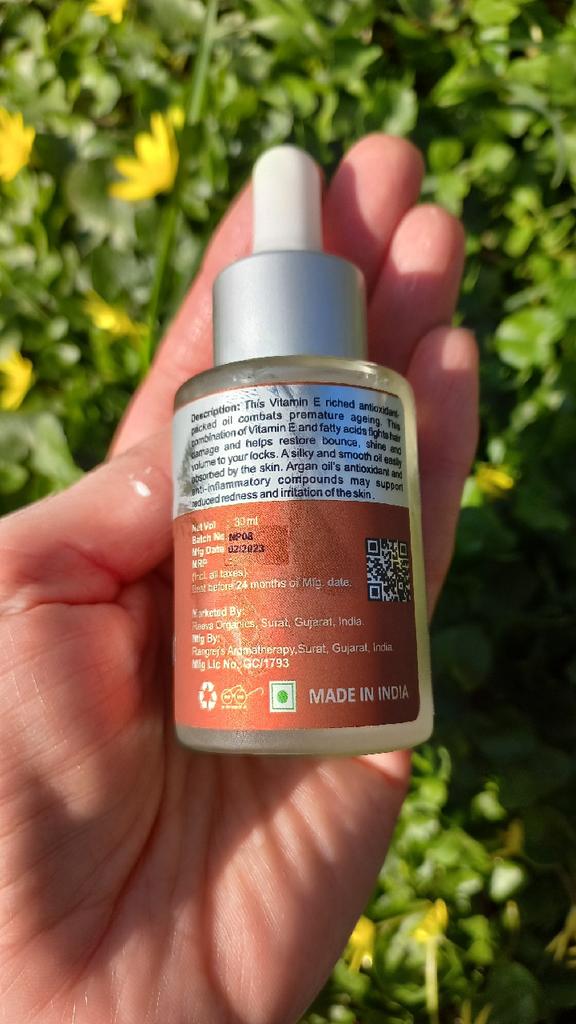 Description: This Vitamin E riched antioxidant-
packed oil combats premature ageing. This
combination of Vitamin E and fatty acids fights hair
damage and helps restore bounce, shine and
volume to your locks. A silky and smooth oil easily
absorbed by the skin. Argan oil's antioxidant and
anti-inflammatory compounds may support
reduced redness and irritation of the skin.
Net Vol : 30 ml
Batch No NP08
Mfg Date 02/2023
MRP
(Incl. all taxes)
Best before 24 months of Mfg. date.
Marketed By:
Reeva Organics, Surat, Gujarat, India.
Mfg By:
Rangrej's Aromatherapy, Surat, Gujarat, India.
Mfg Lic No. GC/1793
MADE IN INDIA